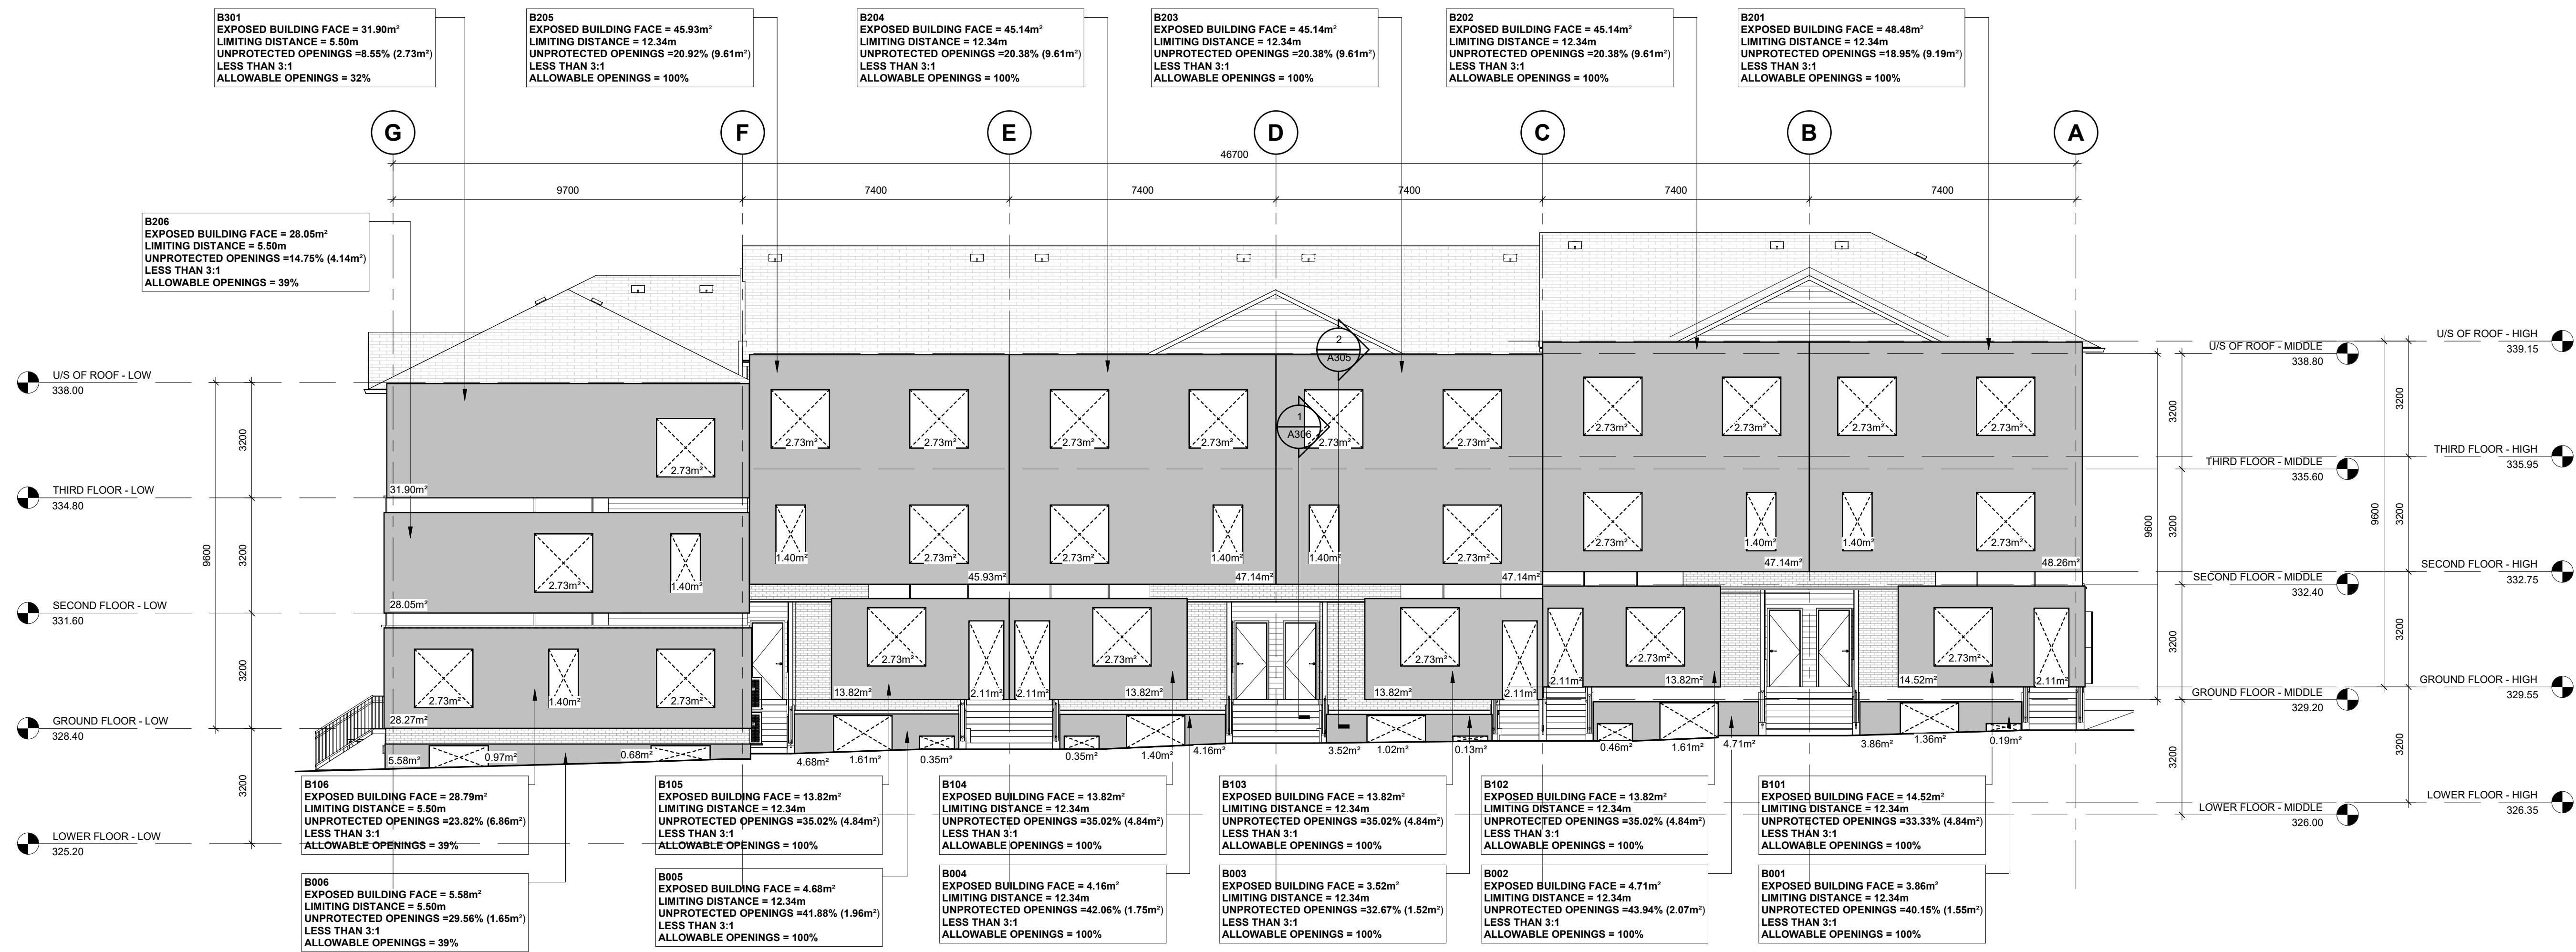 B301
EXPOSED BUILDING FACE = 31.90m²
LIMITING DISTANCE = 5.50m
UNPROTECTED OPENINGS =8.55% (2.73m²)
LESS THAN 3:1
ALLOWABLE OPENINGS = 32%
B205
EXPOSED BUILDING FACE = 45.93m²
LIMITING DISTANCE = 12.34m
UNPROTECTED OPENINGS =20.92% (9.61m²)
LESS THAN 3:1
ALLOWABLE OPENINGS = 100%
B204
EXPOSED BUILDING FACE = 45.14m²
LIMITING DISTANCE = 12.34m
UNPROTECTED OPENINGS =20.38% (9.61m²)
LESS THAN 3:1
ALLOWABLE OPENINGS = 100%
B203
EXPOSED BUILDING FACE = 45.14m²
LIMITING DISTANCE = 12.34m
UNPROTECTED OPENINGS =20.38% (9.61m²)
LESS THAN 3:1
ALLOWABLE OPENINGS = 100%
B202
EXPOSED BUILDING FACE = 45.14m²
LIMITING DISTANCE = 12.34m
UNPROTECTED OPENINGS =20.38% (9.61m²)
LESS THAN 3:1
ALLOWABLE OPENINGS = 100%
B201
EXPOSED BUILDING FACE = 48.48m²
LIMITING DISTANCE = 12.34m
UNPROTECTED OPENINGS =18.95% (9.19m²)
LESS THAN 3:1
ALLOWABLE OPENINGS = 100%
G F E D C B A
46700
9700 7400 7400 7400 7400 7400
B206
EXPOSED BUILDING FACE = 28.05m²
LIMITING DISTANCE = 5.50m
UNPROTECTED OPENINGS =14.75% (4.14m²)
LESS THAN 3:1
ALLOWABLE OPENINGS = 39%
U/S OF ROOF - LOW
338.00
THIRD FLOOR - LOW
334.80
SECOND FLOOR - LOW
331.60
GROUND FLOOR - LOW
328.40
LOWER FLOOR - LOW
325.20
9600
3200
3200
3200
3200
2
A305
1
A306
2.73m² 2.73m² 2.73m² 2.73m² 2.73m² 2.73m² 2.73m² 2.73m² 2.73m² 2.73m² 2.73m²
31.90m²
2.73m² 1.40m² 1.40m² 2.73m² 2.73m² 1.40m² 1.40m² 2.73m² 2.73m² 1.40m² 1.40m² 2.73m²
28.05m² 45.93m² 47.14m² 47.14m² 47.14m² 48.26m²
2.73m² 1.40m² 2.73m² 2.73m² 2.11m² 2.11m² 2.73m² 2.73m² 2.11m² 2.11m² 2.73m² 2.73m² 2.11m²
28.27m² 13.82m² 13.82m² 13.82m² 13.82m² 14.52m²
5.58m² 0.97m² 0.68m² 4.68m² 1.61m² 0.35m² 0.35m² 1.40m² 4.16m² 3.52m² 1.02m² 0.13m² 0.46m² 1.61m² 4.71m² 3.86m² 1.36m² 0.19m²
U/S OF ROOF - MIDDLE
338.80
THIRD FLOOR - MIDDLE
335.60
SECOND FLOOR - MIDDLE
332.40
GROUND FLOOR - MIDDLE
329.20
LOWER FLOOR - MIDDLE
326.00
9600
3200
3200
3200
3200
U/S OF ROOF - HIGH
339.15
THIRD FLOOR - HIGH
335.95
SECOND FLOOR - HIGH
332.75
GROUND FLOOR - HIGH
329.55
LOWER FLOOR - HIGH
326.35
9600
3200
3200
3200
3200
B106
EXPOSED BUILDING FACE = 28.79m²
LIMITING DISTANCE = 5.50m
UNPROTECTED OPENINGS =23.82% (6.86m²)
LESS THAN 3:1
ALLOWABLE OPENINGS = 39%
B105
EXPOSED BUILDING FACE = 13.82m²
LIMITING DISTANCE = 12.34m
UNPROTECTED OPENINGS =35.02% (4.84m²)
LESS THAN 3:1
ALLOWABLE OPENINGS = 100%
B104
EXPOSED BUILDING FACE = 13.82m²
LIMITING DISTANCE = 12.34m
UNPROTECTED OPENINGS =35.02% (4.84m²)
LESS THAN 3:1
ALLOWABLE OPENINGS = 100%
B103
EXPOSED BUILDING FACE = 13.82m²
LIMITING DISTANCE = 12.34m
UNPROTECTED OPENINGS =35.02% (4.84m²)
LESS THAN 3:1
ALLOWABLE OPENINGS = 100%
B102
EXPOSED BUILDING FACE = 13.82m²
LIMITING DISTANCE = 12.34m
UNPROTECTED OPENINGS =35.02% (4.84m²)
LESS THAN 3:1
ALLOWABLE OPENINGS = 100%
B101
EXPOSED BUILDING FACE = 14.52m²
LIMITING DISTANCE = 12.34m
UNPROTECTED OPENINGS =33.33% (4.84m²)
LESS THAN 3:1
ALLOWABLE OPENINGS = 100%
B006
EXPOSED BUILDING FACE = 5.58m²
LIMITING DISTANCE = 5.50m
UNPROTECTED OPENINGS =29.56% (1.65m²)
LESS THAN 3:1
ALLOWABLE OPENINGS = 39%
B005
EXPOSED BUILDING FACE = 4.68m²
LIMITING DISTANCE = 12.34m
UNPROTECTED OPENINGS =41.88% (1.96m²)
LESS THAN 3:1
ALLOWABLE OPENINGS = 100%
B004
EXPOSED BUILDING FACE = 4.16m²
LIMITING DISTANCE = 12.34m
UNPROTECTED OPENINGS =42.06% (1.75m²)
LESS THAN 3:1
ALLOWABLE OPENINGS = 100%
B003
EXPOSED BUILDING FACE = 3.52m²
LIMITING DISTANCE = 12.34m
UNPROTECTED OPENINGS =32.67% (1.52m²)
LESS THAN 3:1
ALLOWABLE OPENINGS = 100%
B002
EXPOSED BUILDING FACE = 4.71m²
LIMITING DISTANCE = 12.34m
UNPROTECTED OPENINGS =43.94% (2.07m²)
LESS THAN 3:1
ALLOWABLE OPENINGS = 100%
B001
EXPOSED BUILDING FACE = 3.86m²
LIMITING DISTANCE = 12.34m
UNPROTECTED OPENINGS =40.15% (1.55m²)
LESS THAN 3:1
ALLOWABLE OPENINGS = 100%